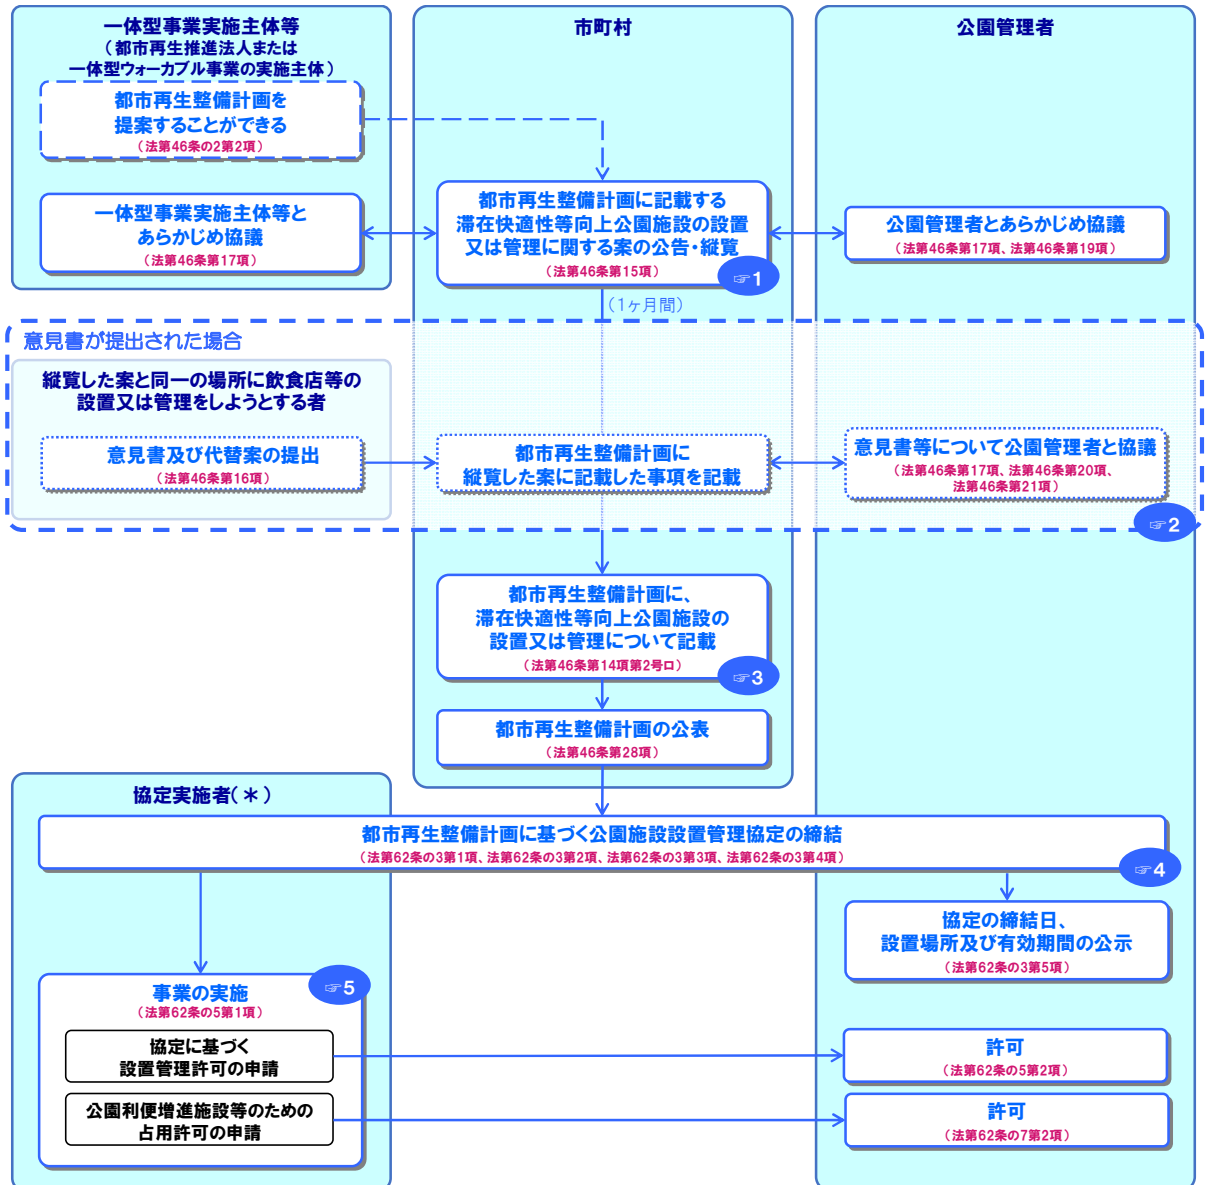 一体型事業実施主体等
（都市再生推進法人または
一体型ウォーカブル事業の実施主体）
都市再生整備計画を
提案することができる
（法第46条の2第2項）
一体型事業実施主体等と
あらかじめ協議
（法第46条第17項）
市町村
都市再生整備計画に記載する
滞在快適性等向上公園施設の設置
又は管理に関する案の公告・縦覧
（法第46条第15項）
☞1
（1ヶ月間）
公園管理者
公園管理者とあらかじめ協議
（法第46条第17項、法第46条第19項）
意見書が提出された場合
縦覧した案と同一の場所に飲食店等の
設置又は管理をしようとする者
意見書及び代替案の提出
（法第46条第16項）
都市再生整備計画に
縦覧した案に記載した事項を記載
意見書等について公園管理者と協議
（法第46条第17項、法第46条第20項、
法第46条第21項）
☞2
都市再生整備計画に、
滞在快適性等向上公園施設の
設置又は管理について記載
（法第46条第14項第2号ロ）
☞3
都市再生整備計画の公表
（法第46条第28項）
協定実施者（＊）
都市再生整備計画に基づく公園施設設置管理協定の締結
（法第62条の3第1項、法第62条の3第2項、法第62条の3第3項、法第62条の3第4項）
☞4
協定の締結日、
設置場所及び有効期間の公示
（法第62条の3第5項）
事業の実施
（法第62条の5第1項）
☞5
協定に基づく
設置管理許可の申請
許可
（法第62条の5第2項）
公園利便増進施設等のための
占用許可の申請
許可
（法第62条の7第2項）